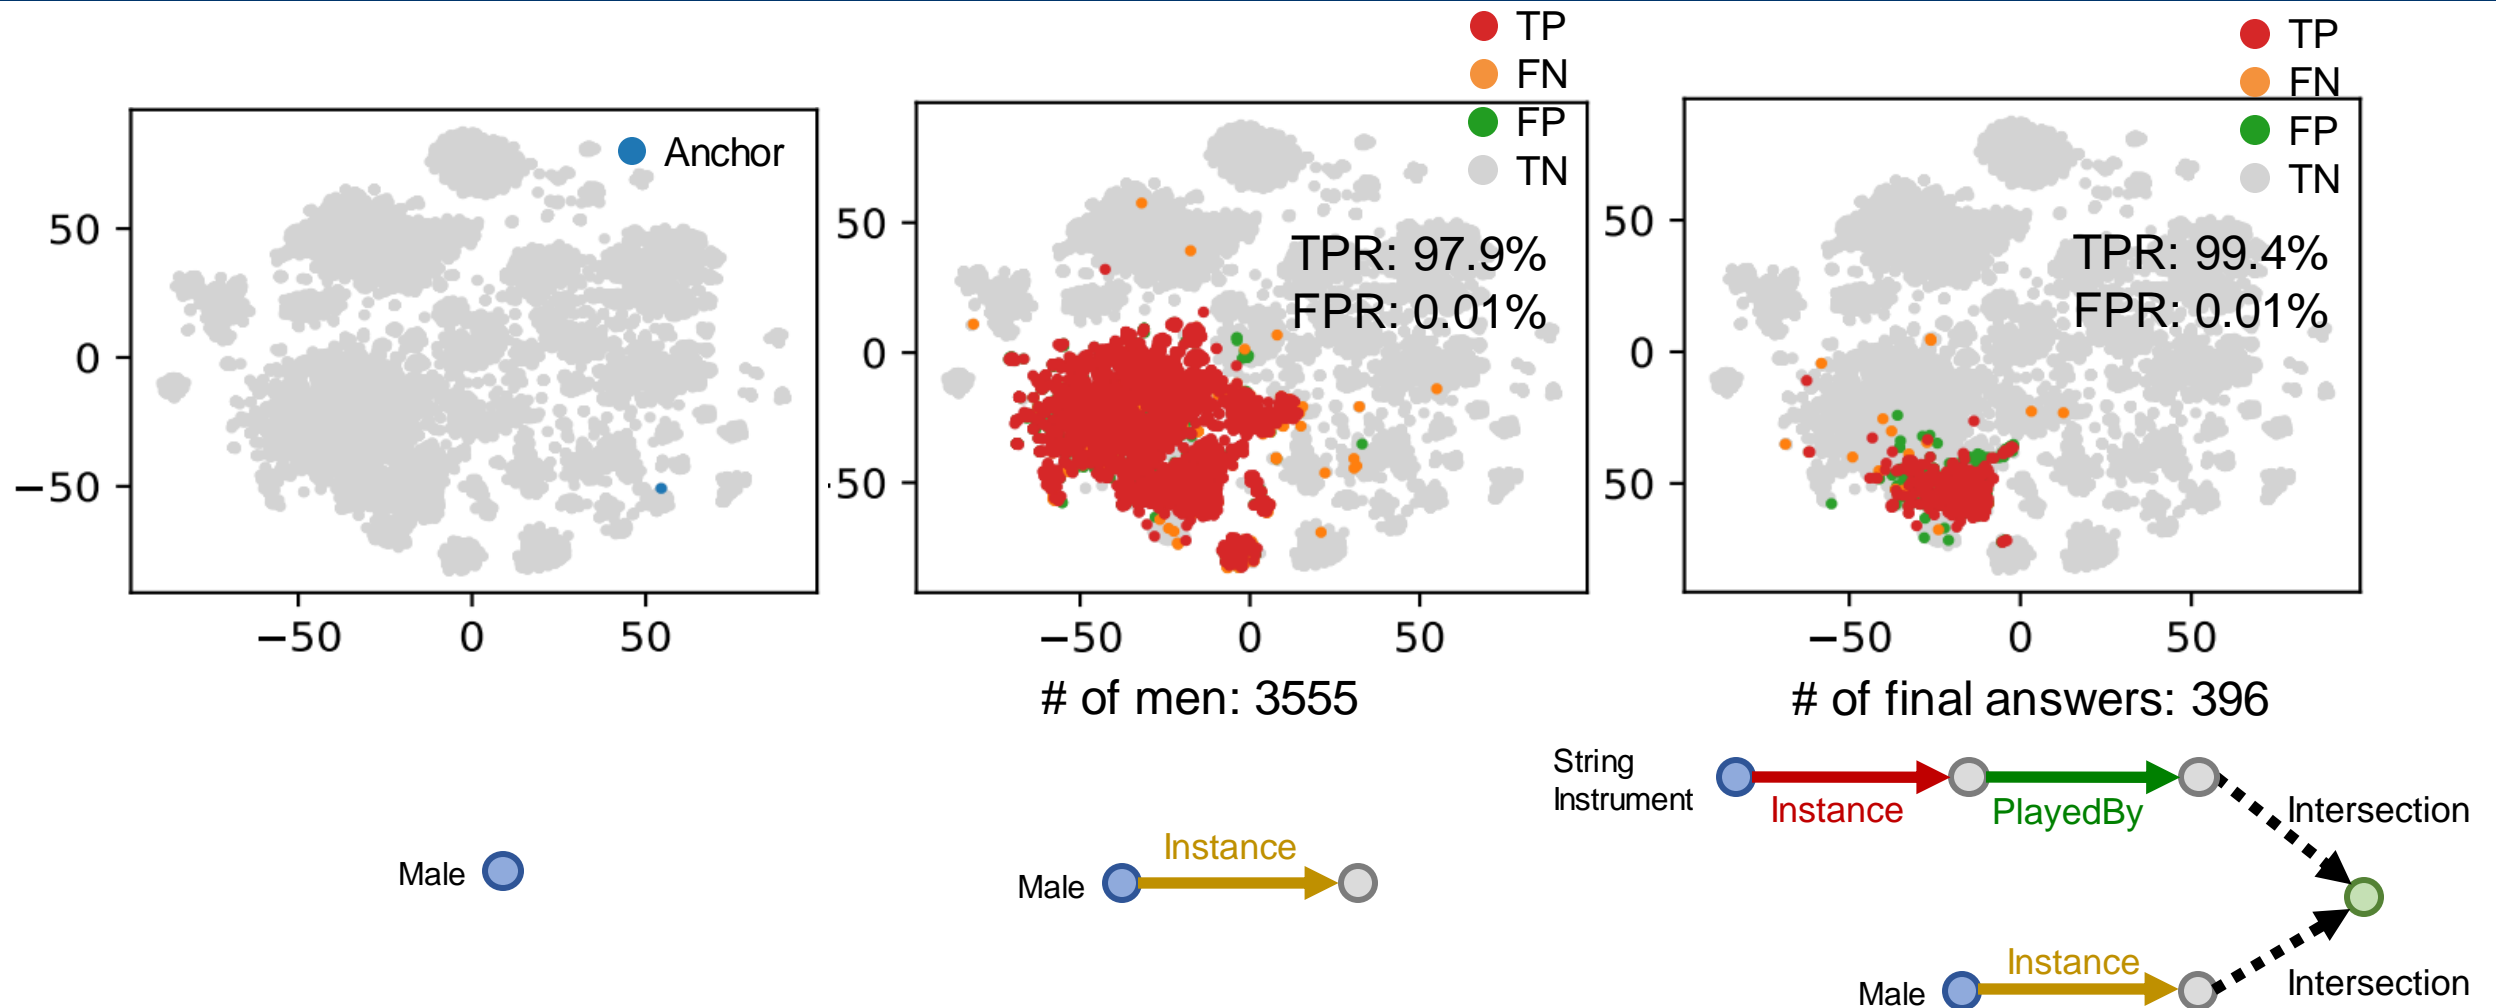 TP
FN
FP
TN
TP
FN
FP
TN
Anchor
TPR: 97.9%
FPR: 0.01%
TPR: 99.4%
FPR: 0.01%
50
0
−50
−50
0
50
50
0
50
−50
0
50
50
0
50
−50
0
50
# of men: 3555
# of final answers: 396
Male
Male
Instance
String
Instrument
Instance
PlayedBy
Intersection
Male
Instance
Intersection